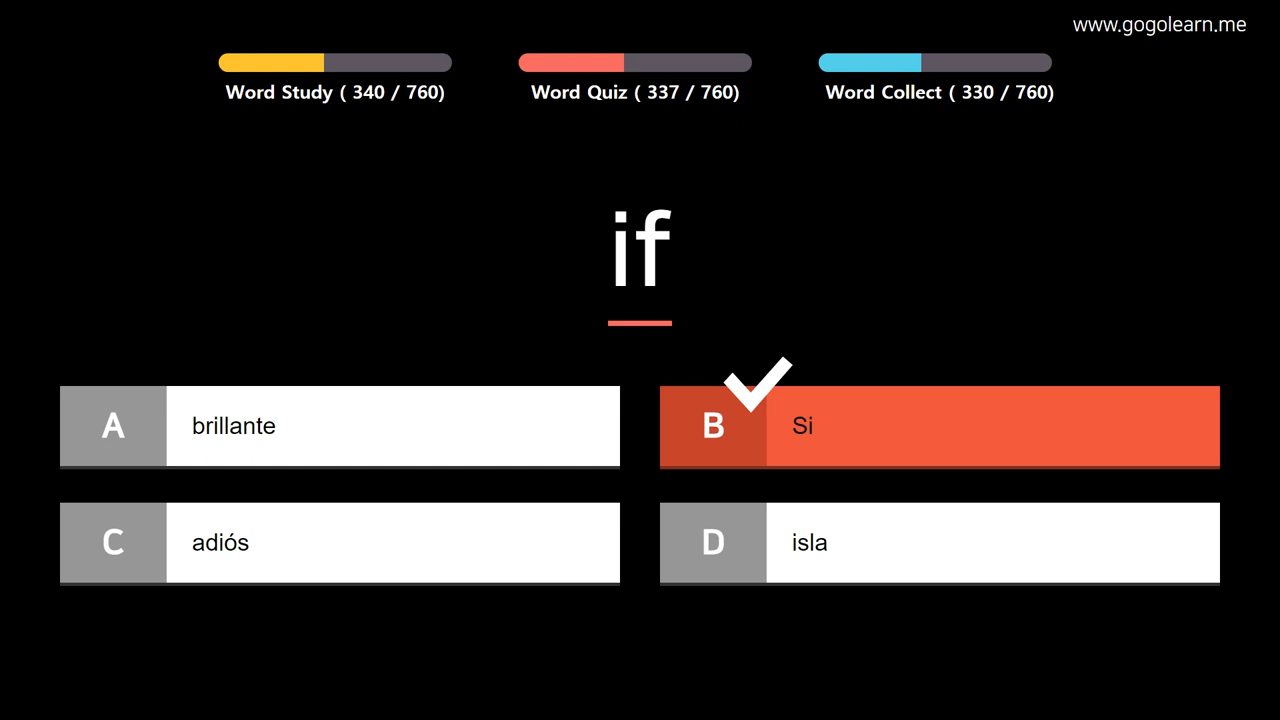 www.gogolearn.me
Word Study ( 340 / 760)
Word Quiz ( 337 / 760)
Word Collect ( 330 / 760)
if
A brillante
B Si
C adiós
D isla